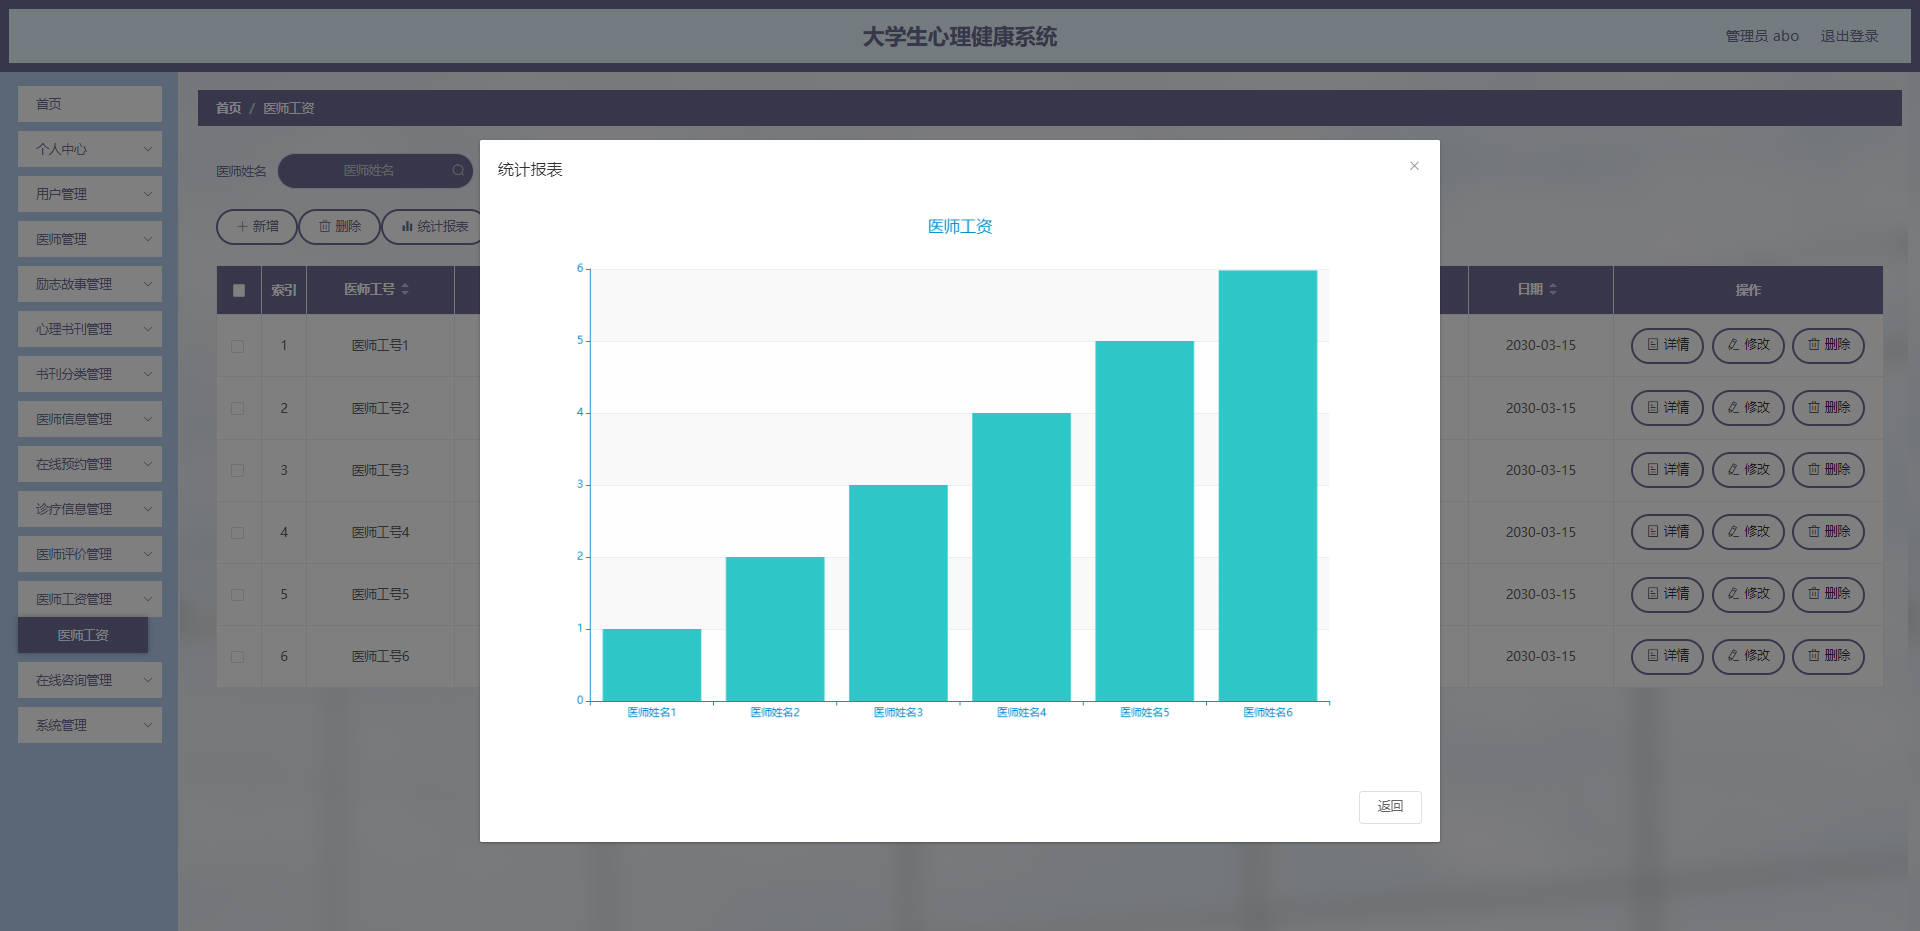 大学生心理健康系统
管理员 abo
退出登录
首页
个人中心
用户管理
医师管理
励志故事管理
心理书刊管理
书刊分类管理
医师信息管理
在线预约管理
诊疗信息管理
医师评价管理
医师工资管理
医师工资
在线咨询管理
系统管理
首页 / 医师工资
医师姓名 医师姓名
新增 删除 统计报表
索引 医师工号 日期 操作
1 医师工号1 2030-03-15 详情 修改 删除
2 医师工号2 2030-03-15 详情 修改 删除
3 医师工号3 2030-03-15 详情 修改 删除
4 医师工号4 2030-03-15 详情 修改 删除
5 医师工号5 2030-03-15 详情 修改 删除
6 医师工号6 2030-03-15 详情 修改 删除
统计报表
医师工资
6
5
4
3
2
1
0
医师姓名1 医师姓名2 医师姓名3 医师姓名4 医师姓名5 医师姓名6
返回